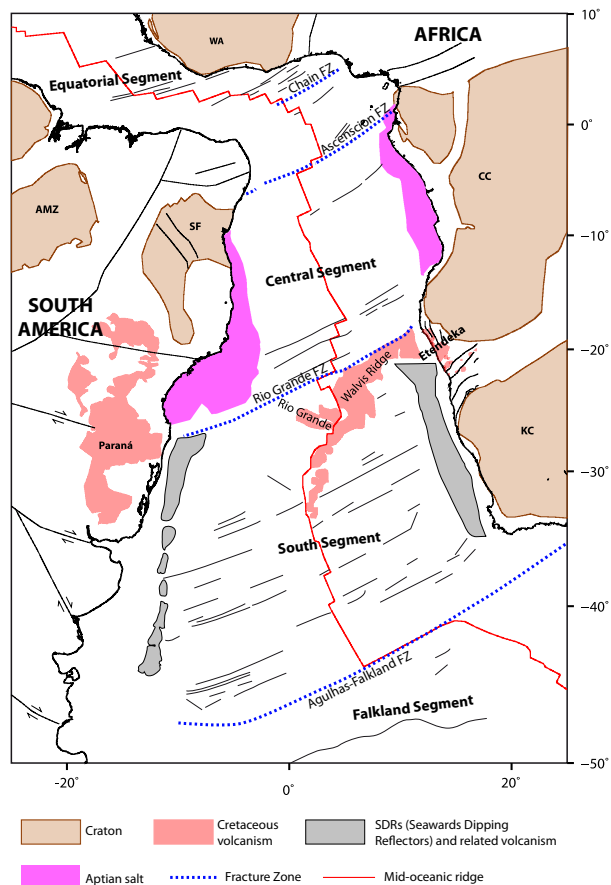 10°
WA
AFRICA
Equatorial Segment
Chain FZ
Ascenscion FZ
0°
CC
AMZ
SF
−10°
Central Segment
SOUTH
AMERICA
Etendeka
−20°
Walvis Ridge
Rio Grande FZ
Rio Grande
KC
Paraná
−30°
South Segment
−40°
Agulhas-Falkland FZ
Falkland Segment
−50°
-20°
0°
20°
Craton
Cretaceous
volcanism
SDRs (Seawards Dipping
Reflectors) and related volcanism
Aptian salt
Fracture Zone
Mid-oceanic ridge